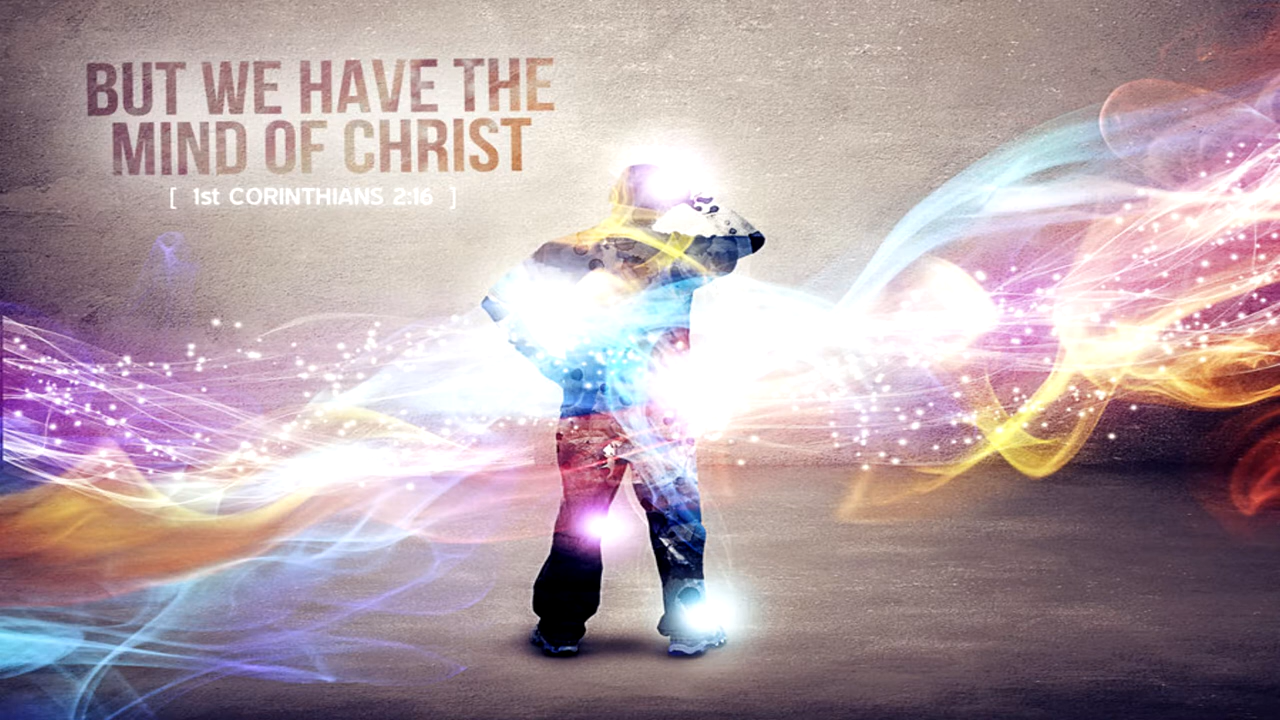 BUT WE HAVE THE
MIND OF CHRIST
[ 1st CORINTHIANS 2:16 ]